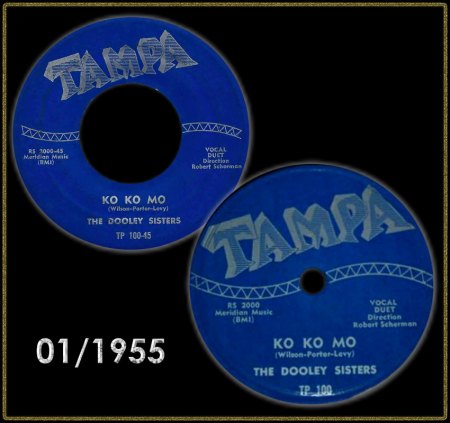 TAMPA
RS 2000-45
Meridian Music
(BMI)
VOCAL
DUET
Direction
Robert Scherman
KO KO MO
(Wilson-Porter-Levy)
THE DOOLEY SISTERS
TP 100-45
TAMPA
RS 2000
Meridian Music
(BMI)
VOCAL
DUET
Direction
Robert Scherman
KO KO MO
(Wilson-Porter-Levy)
THE DOOLEY SISTERS
TP 100
01/1955